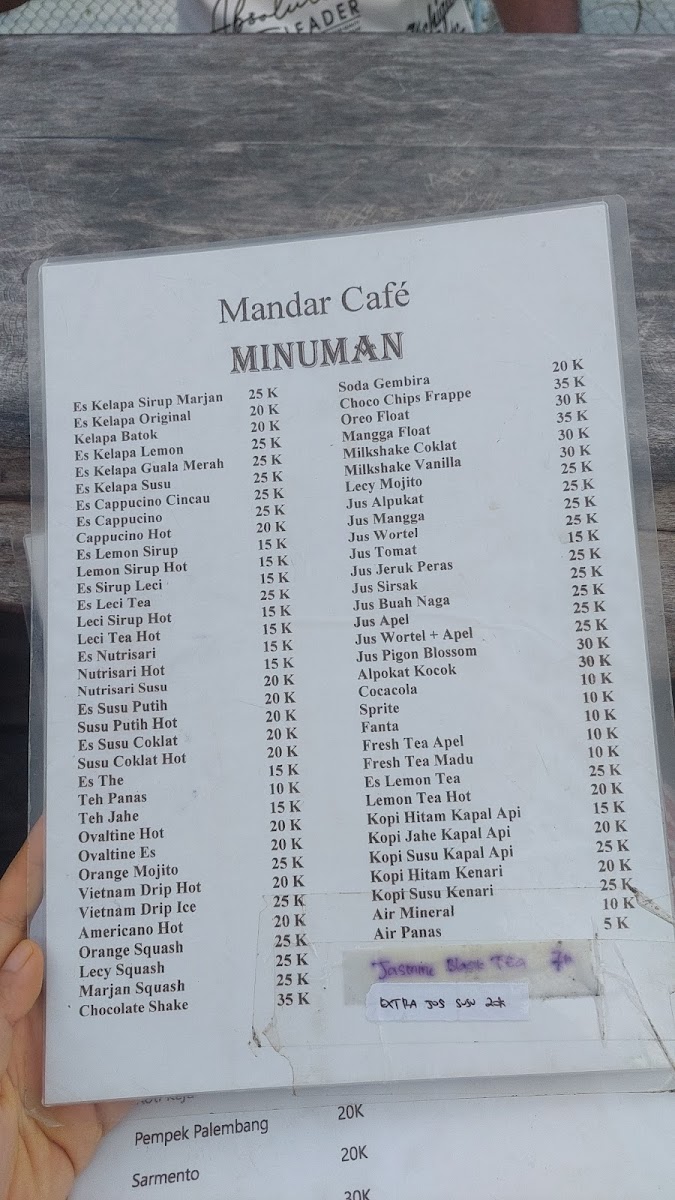 Absolute
LEADER
Mandar Café
MINUMAN
Es Kelapa Sirup Marjan 25 K
Es Kelapa Original 20 K
Kelapa Batok 20 K
Es Kelapa Lemon 25 K
Es Kelapa Guala Merah 25 K
Es Kelapa Susu 25 K
Es Cappucino Cincau 25 K
Es Cappucino 25 K
Cappucino Hot 20 K
Es Lemon Sirup 15 K
Lemon Sirup Hot 15 K
Es Sirup Leci 15 K
Es Leci Tea 25 K
Leci Sirup Hot 15 K
Leci Tea Hot 15 K
Es Nutrisari 15 K
Nutrisari Hot 15 K
Nutrisari Susu 20 K
Es Susu Putih 20 K
Susu Putih Hot 20 K
Es Susu Coklat 20 K
Susu Coklat Hot 20 K
Es The 15 K
Teh Panas 10 K
Teh Jahe 15 K
Ovaltine Hot 20 K
Ovaltine Es 20 K
Orange Mojito 25 K
Vietnam Drip Hot 20 K
Vietnam Drip Ice 25 K
Americano Hot 20 K
Orange Squash 25 K
Lecy Squash 25 K
Marjan Squash 25 K
Chocolate Shake 35 K
Soda Gembira 20 K
Choco Chips Frappe 35 K
Oreo Float 30 K
Mangga Float 35 K
Milkshake Coklat 30 K
Milkshake Vanilla 30 K
Lecy Mojito 25 K
Jus Alpukat 25 K
Jus Mangga 25 K
Jus Wortel 25 K
Jus Tomat 15 K
Jus Jeruk Peras 25 K
Jus Sirsak 25 K
Jus Buah Naga 25 K
Jus Apel 25 K
Jus Wortel + Apel 25 K
Jus Pigon Blossom 30 K
Alpokat Kocok 30 K
Cocacola 10 K
Sprite 10 K
Fanta 10 K
Fresh Tea Apel 10 K
Fresh Tea Madu 10 K
Es Lemon Tea 25 K
Lemon Tea Hot 20 K
Kopi Hitam Kapal Api 15 K
Kopi Jahe Kapal Api 20 K
Kopi Susu Kapal Api 25 K
Kopi Hitam Kenari 20 K
Kopi Susu Kenari 25 K
Air Mineral 10 K
Air Panas 5 K
Jasmine Black Tea
EXTRA JUS SUSU 20K
Pempek Palembang 20K
Sarmento 20K
30K